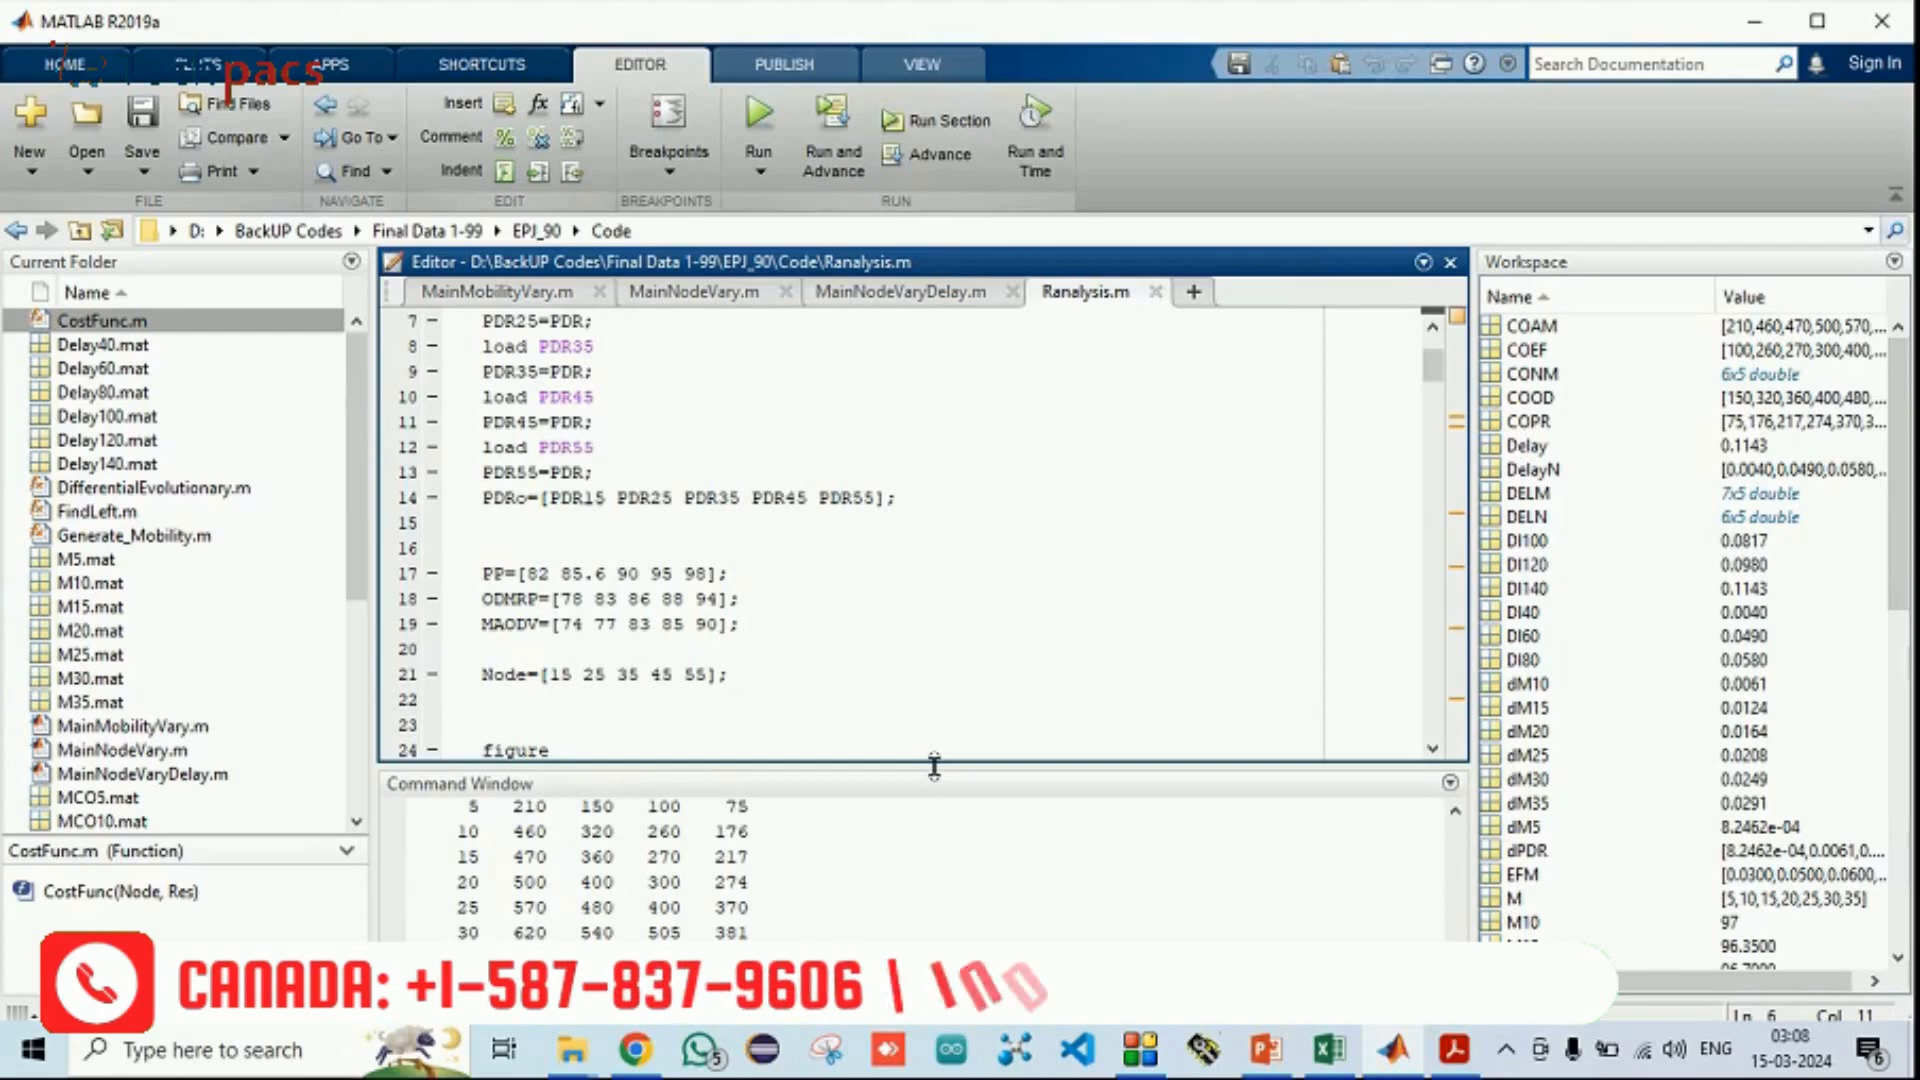 MATLAB R2019a
HOME
PLOTS
APPS
SHORTCUTS
EDITOR
PUBLISH
VIEW
Search Documentation
Sign In
pacs
New
Open
Save
Find Files
Compare
Print
Go To
Find
Insert
fx
Comment
Indent
Breakpoints
Run
Run and Advance
Run Section
Advance
Run and Time
FILE
NAVIGATE
EDIT
BREAKPOINTS
RUN
D:
BackUP Codes
Final Data 1-99
EPJ_90
Code
Current Folder
Name
CostFunc.m
Delay40.mat
Delay60.mat
Delay80.mat
Delay100.mat
Delay120.mat
Delay140.mat
DifferentialEvolutionary.m
FindLeft.m
Generate_Mobility.m
M5.mat
M10.mat
M15.mat
M20.mat
M25.mat
M30.mat
M35.mat
MainMobilityVary.m
MainNodeVary.m
MainNodeVaryDelay.m
MCO5.mat
MCO10.mat
CostFunc.m (Function)
CostFunc(Node, Res)
Editor - D:\BackUP Codes\Final Data 1-99\EPJ_90\Code\Ranalysis.m
MainMobilityVary.m
MainNodeVary.m
MainNodeVaryDelay.m
Ranalysis.m
7 – PDR25=PDR;
8 – load PDR35
9 – PDR35=PDR;
10 – load PDR45
11 – PDR45=PDR;
12 – load PDR55
13 – PDR55=PDR;
14 – PDRo=[PDR15 PDR25 PDR35 PDR45 PDR55];
15
16
17 – PP=[82 85.6 90 95 98];
18 – ODMRP=[78 83 86 88 94];
19 – MAODV=[74 77 83 85 90];
20
21 – Node=[15 25 35 45 55];
22
23
24 – figure
Command Window
5 210 150 100 75
10 460 320 260 176
15 470 360 270 217
20 500 400 300 274
25 570 480 400 370
30 620 540 505 381
Workspace
Name Value
COAM [210,460,470,500,570,...
COEF [100,260,270,300,400,...
CONM 6x5 double
COOD [150,320,360,400,480,...
COPR [75,176,217,274,370,3...
Delay 0.1143
DelayN [0.0040,0.0490,0.0580,...
DELM 7x5 double
DELN 6x5 double
Dl100 0.0817
Dl120 0.0980
Dl140 0.1143
Dl40 0.0040
Dl60 0.0490
Dl80 0.0580
dM10 0.0061
dM15 0.0124
dM20 0.0164
dM25 0.0208
dM30 0.0249
dM35 0.0291
dM5 8.2462e-04
dPDR [8.2462e-04,0.0061,0....
EFM [0.0300,0.0500,0.0600,...
M [5,10,15,20,25,30,35]
M10 97
96.3500
CANADA: +1-587-837-9606 | IND
Ln 6 Col 11
Type here to search
5
ENG
03:08
15-03-2024
6